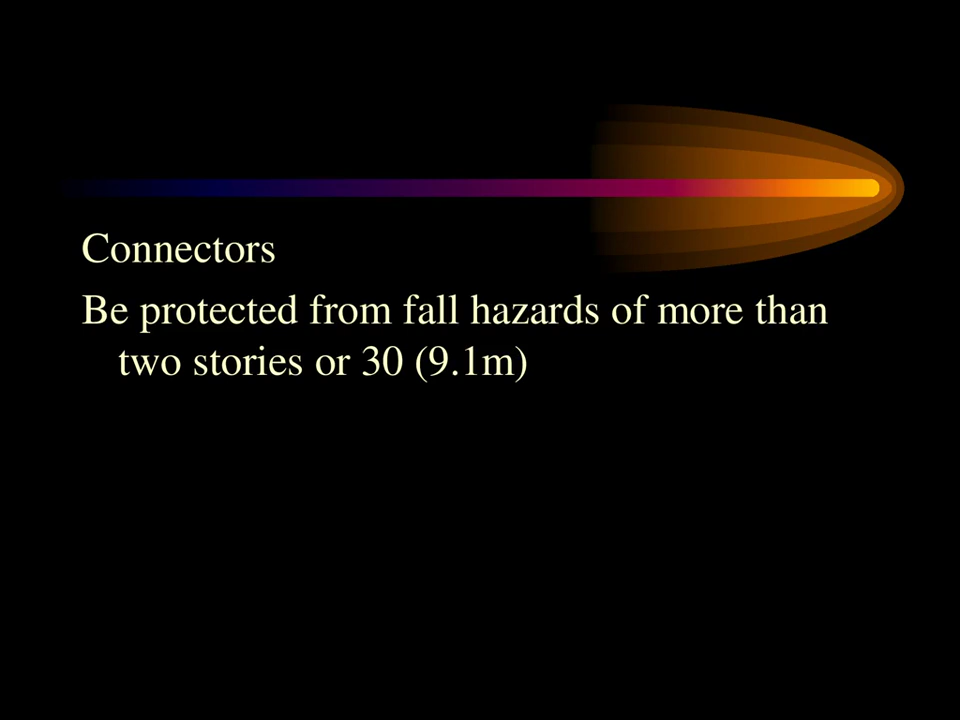 Connectors
Be protected from fall hazards of more than
two stories or 30 (9.1m)